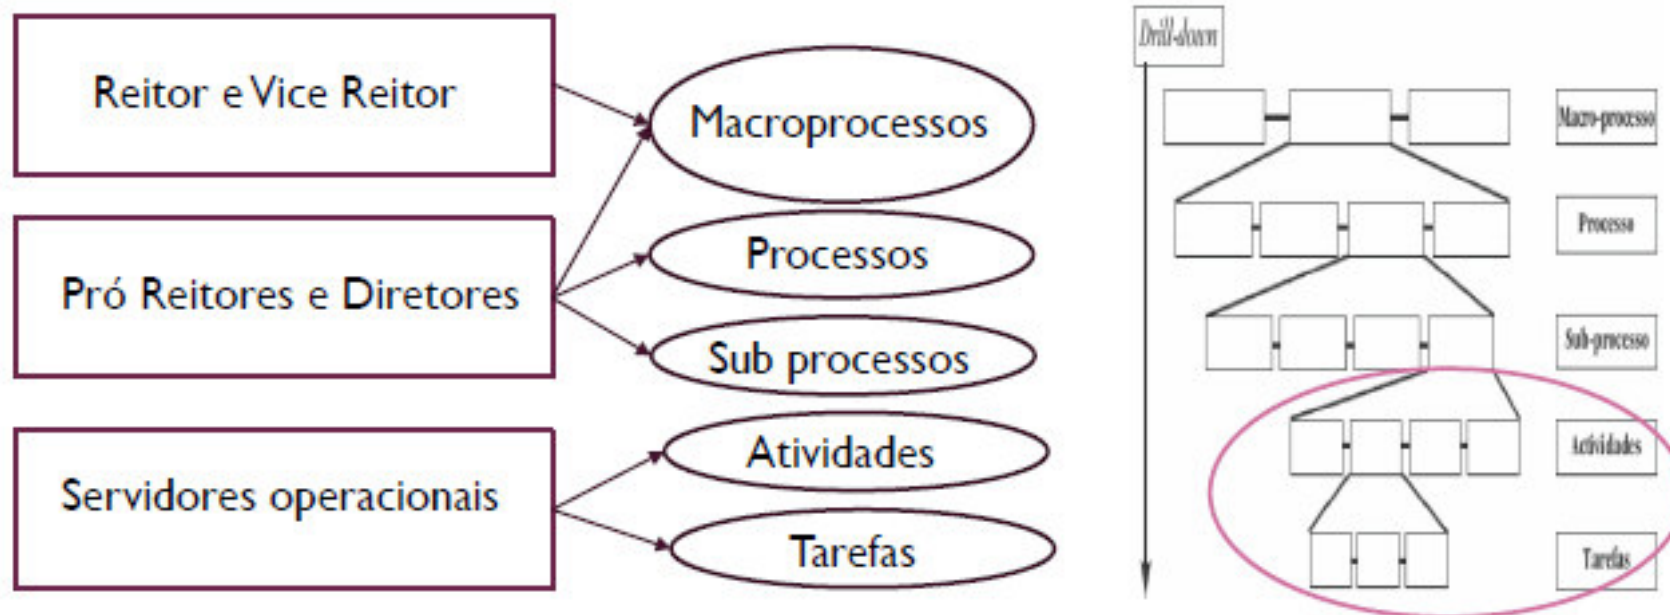 Reitor e Vice Reitor
Pró Reitores e Diretores
Servidores operacionais
Macroprocessos
Processos
Sub processos
Atividades
Tarefas
Drill-down
Macro-processo
Processo
Sub-processo
Actividades
Tarefas